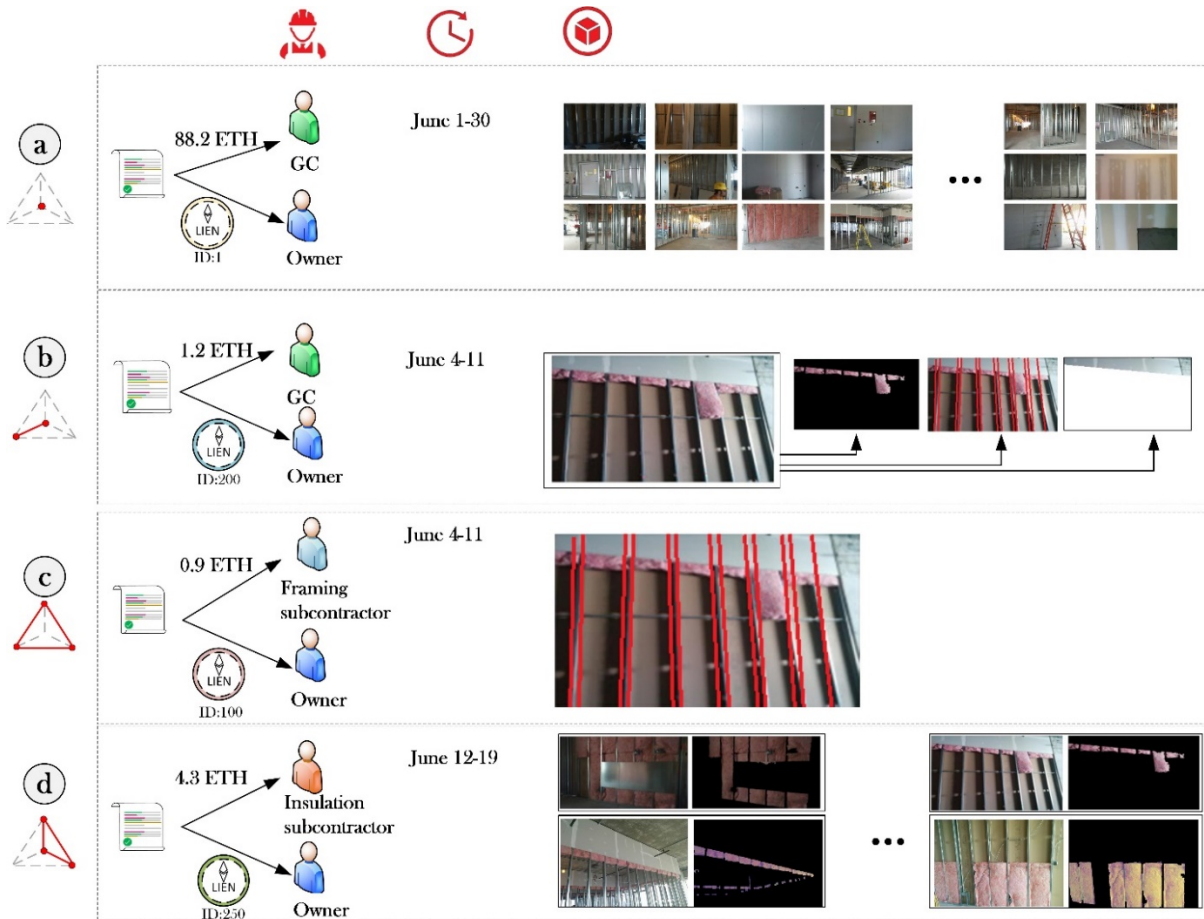 a
88.2 ETH
June 1-30
GC
LIEN
ID:1
Owner
b
1.2 ETH
June 4-11
GC
LIEN
ID:200
Owner
c
0.9 ETH
June 4-11
Framing
subcontractor
LIEN
ID:100
Owner
d
4.3 ETH
June 12-19
Insulation
subcontractor
LIEN
ID:250
Owner